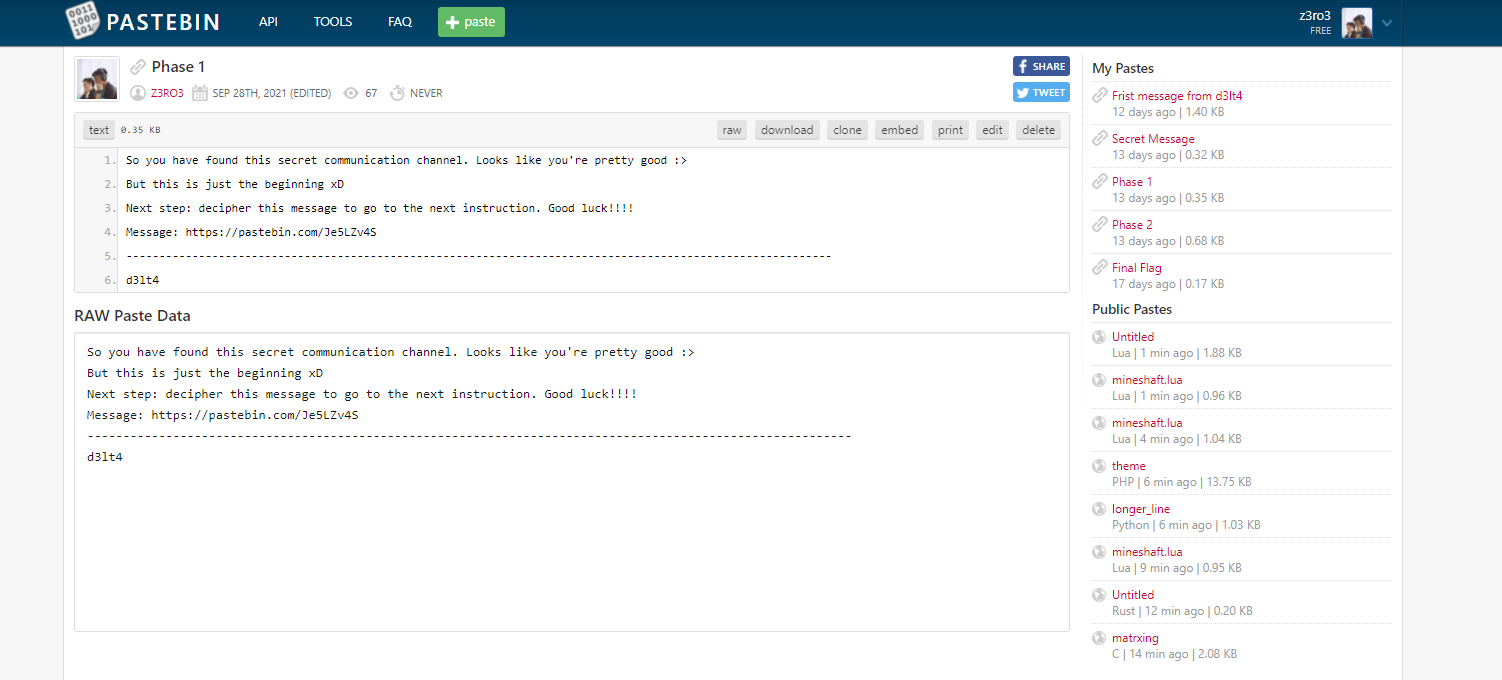 0011
1000
101
PASTEBIN
API
TOOLS
FAQ
paste
z3ro3
FREE
Phase 1
Z3RO3
SEP 28TH, 2021 (EDITED)
67
NEVER
SHARE
TWEET
text
0.35 KB
raw
download
clone
embed
print
edit
delete
1. So you have found this secret communication channel. Looks like you're pretty good :>
2. But this is just the beginning xD
3. Next step: decipher this message to go to the next instruction. Good luck!!!!
4. Message: https://pastebin.com/Je5LZv4S
5. -----------------------------------------------------------------------------------------------------------
6. d3lt4
RAW Paste Data
So you have found this secret communication channel. Looks like you're pretty good :>
But this is just the beginning xD
Next step: decipher this message to go to the next instruction. Good luck!!!!
Message: https://pastebin.com/Je5LZv4S
-----------------------------------------------------------------------------------------------------------
d3lt4
My Pastes
Frist message from d3lt4
12 days ago | 1.40 KB
Secret Message
13 days ago | 0.32 KB
Phase 1
13 days ago | 0.35 KB
Phase 2
13 days ago | 0.68 KB
Final Flag
17 days ago | 0.17 KB
Public Pastes
Untitled
Lua | 1 min ago | 1.88 KB
mineshaft.lua
Lua | 1 min ago | 0.96 KB
mineshaft.lua
Lua | 4 min ago | 1.04 KB
theme
PHP | 6 min ago | 13.75 KB
longer_line
Python | 6 min ago | 1.03 KB
mineshaft.lua
Lua | 9 min ago | 0.95 KB
Untitled
Rust | 12 min ago | 0.20 KB
matrxing
C | 14 min ago | 2.08 KB